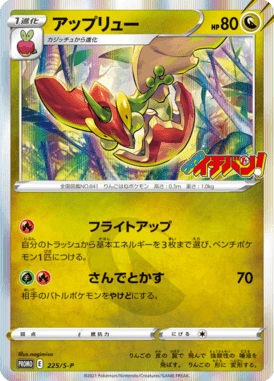 1進化
アップリュー
HP80
カジッチュから進化
イチバン!
全国図鑑NO.841 りんごはねポケモン 高さ:0.3m 重さ:1.0kg
フライトアップ
自分のトラッシュから基本エネルギーを3枚まで選び、ベンチポケ
モン1匹につける。
さんでとかす 70
相手のバトルポケモンをやけどにする。
弱点 抵抗力 にげる
Illus.nagimiso
PROMO E 225/S-P
©2021 Pokémon/Nintendo/Creatures/GAME FREAK.